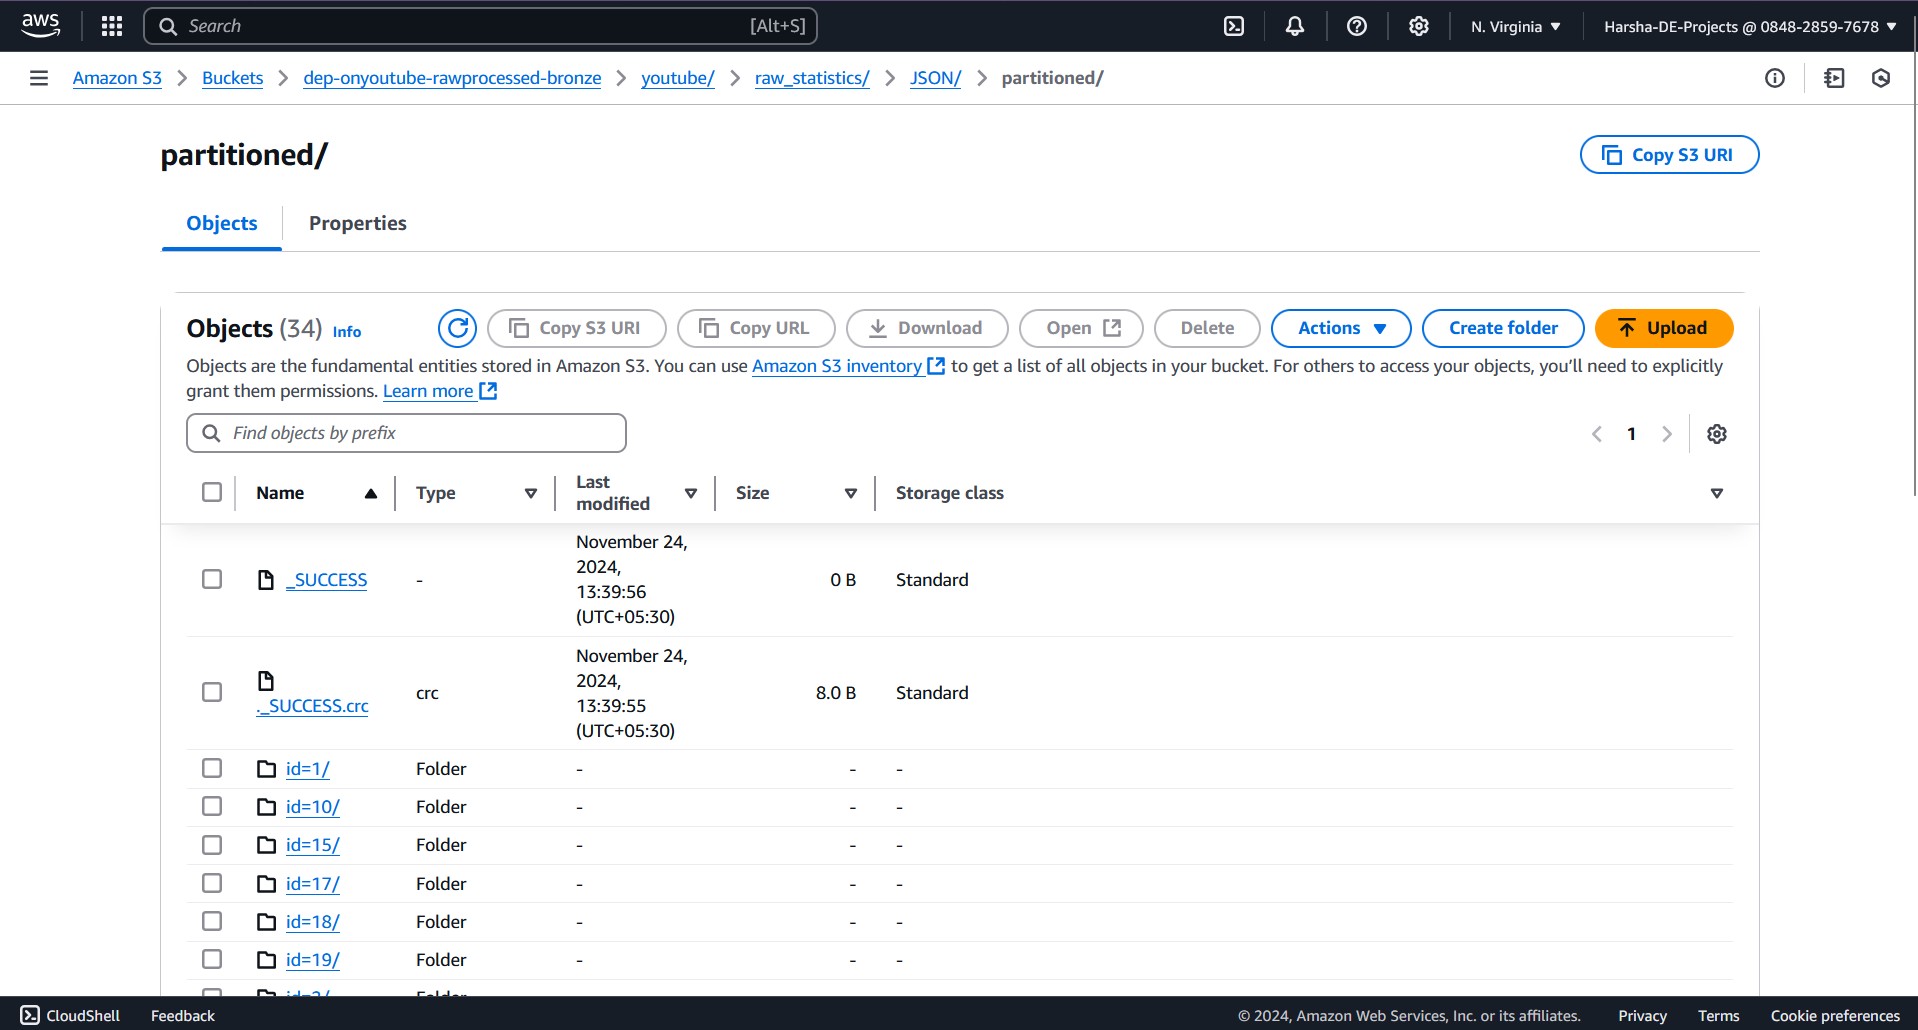 aws
Search [Alt+S]
N. Virginia ▼ Harsha-DE-Projects @ 0848-2859-7678 ▼
Amazon S3 > Buckets > dep-onyoutube-rawprocessed-bronze > youtube/ > raw_statistics/ > JSON/ > partitioned/
partitioned/
Copy S3 URI
Objects Properties
Objects (34) Info
Copy S3 URI Copy URL Download Open Delete Actions ▼ Create folder Upload
Objects are the fundamental entities stored in Amazon S3. You can use Amazon S3 inventory to get a list of all objects in your bucket. For others to access your objects, you’ll need to explicitly
grant them permissions. Learn more
Find objects by prefix
< 1 >
Name Type Last modified Size Storage class
_SUCCESS - November 24, 2024, 13:39:56 (UTC+05:30) 0 B Standard
._SUCCESS.crc crc November 24, 2024, 13:39:55 (UTC+05:30) 8.0 B Standard
id=1/ Folder - - -
id=10/ Folder - - -
id=15/ Folder - - -
id=17/ Folder - - -
id=18/ Folder - - -
id=19/ Folder - - -
CloudShell Feedback © 2024, Amazon Web Services, Inc. or its affiliates. Privacy Terms Cookie preferences